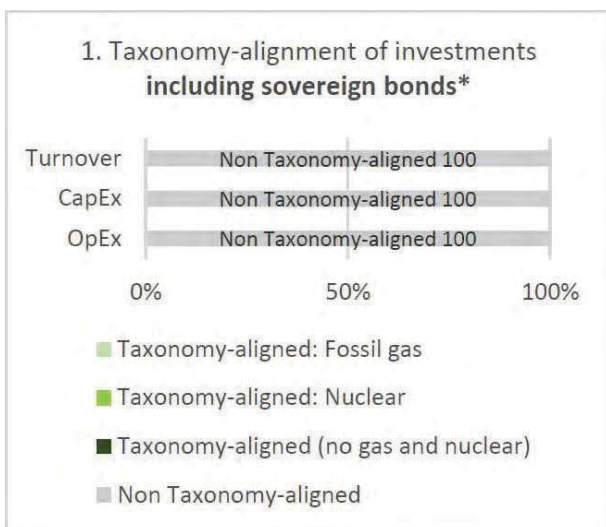 1. Taxonomy-alignment of investments
including sovereign bonds*
Turnover
Non Taxonomy-aligned 100
CapEx
Non Taxonomy-aligned 100
OpEx
Non Taxonomy-aligned 100
0%
50%
100%
Taxonomy-aligned: Fossil gas
Taxonomy-aligned: Nuclear
Taxonomy-aligned (no gas and nuclear)
Non Taxonomy-aligned